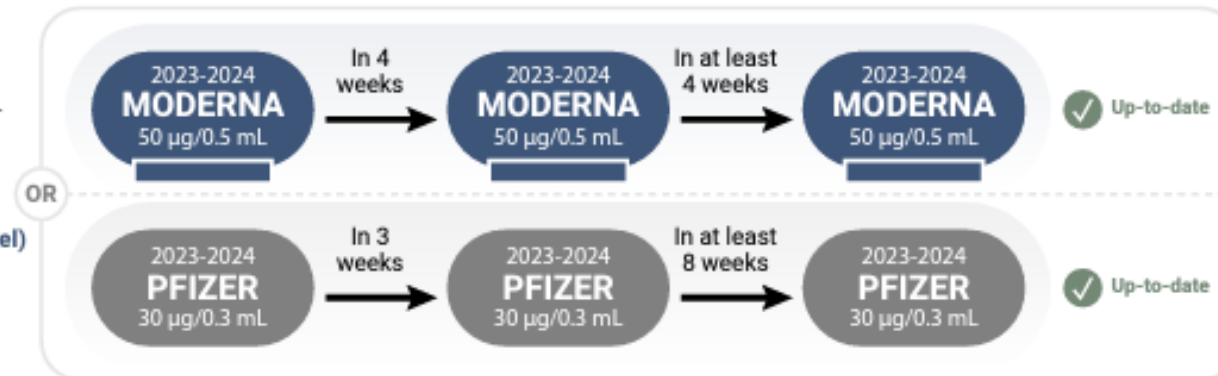 In 4
weeks
In at least
4 weeks
2023-2024
MODERNA
50 µg/0.5 mL
2023-2024
MODERNA
50 µg/0.5 mL
2023-2024
MODERNA
50 µg/0.5 mL
Up-to-date
OR
el)
In 3
weeks
In at least
8 weeks
2023-2024
PFIZER
30 µg/0.3 mL
2023-2024
PFIZER
30 µg/0.3 mL
2023-2024
PFIZER
30 µg/0.3 mL
Up-to-date